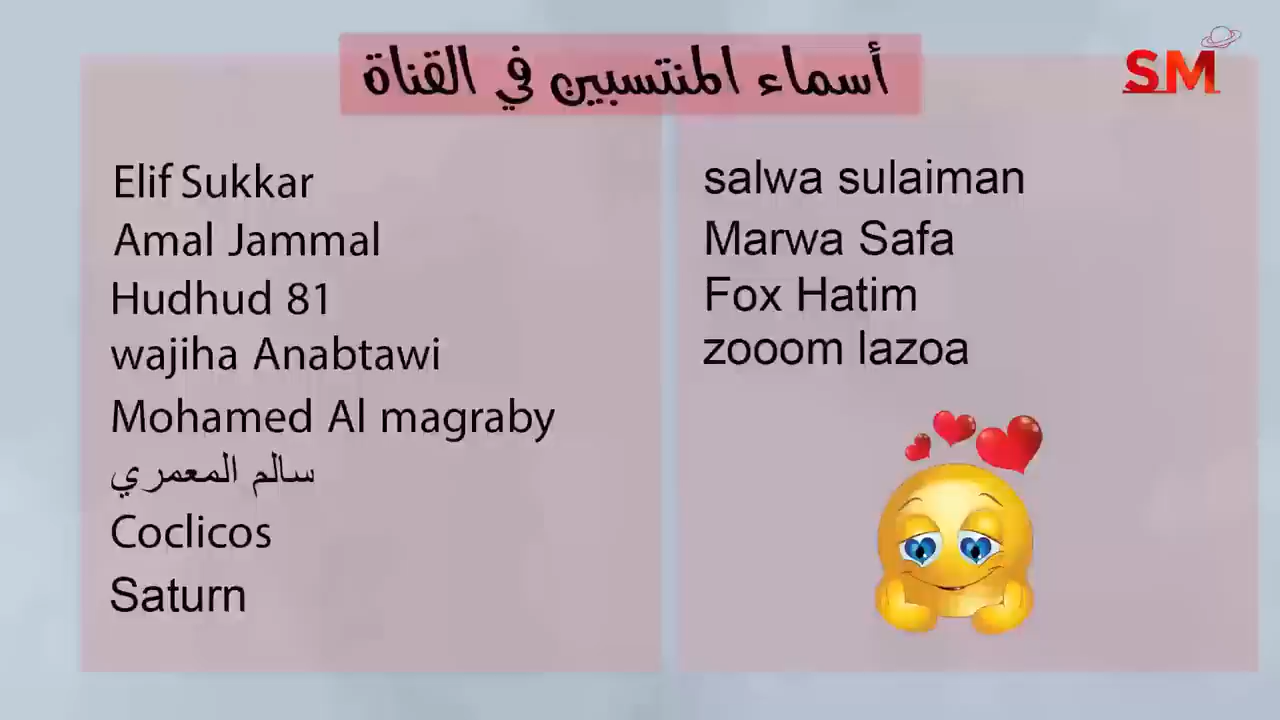 أسماء المنتسبين في القناة
SM
Elif Sukkar
Amal Jammal
Hudhud 81
wajiha Anabtawi
Mohamed Al magraby
سالم المعمري
Coclicos
Saturn
salwa sulaiman
Marwa Safa
Fox Hatim
zooom lazoa